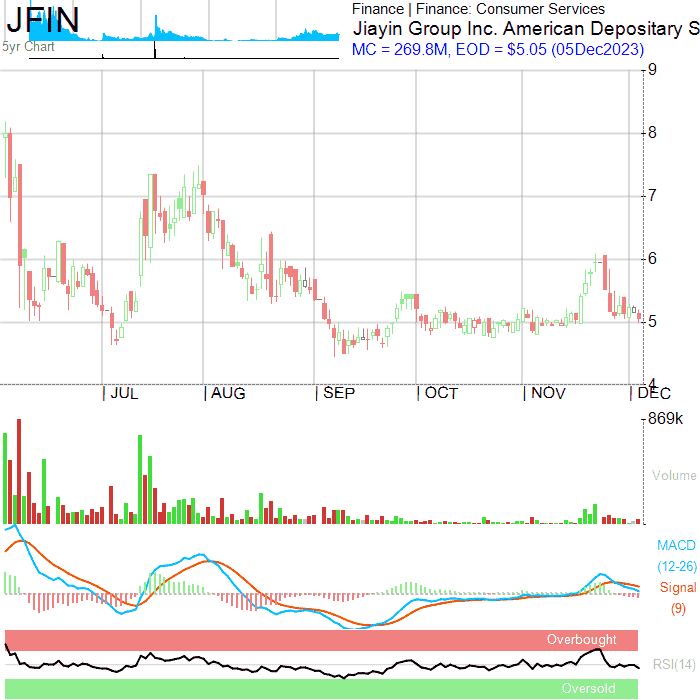 JFIN
5yr Chart
Finance | Finance: Consumer Services
Jiayin Group Inc. American Depositary S
MC = 269.8M, EOD = $5.05 (05Dec2023)
9
8
7
6
5
4
JUL
AUG
SEP
OCT
NOV
DEC
869k
Volume
MACD
(12-26)
Signal
(9)
Overbought
RSI(14)
Oversold